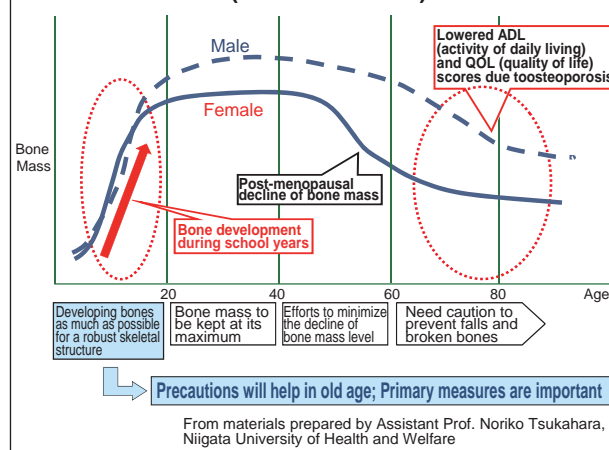 Male
Female
Lowered ADL
(activity of daily living)
and QOL (quality of life)
scores due toosteoporosis
Bone
Mass
Post-menopausal
decline of bone mass
Bone development
during school years
20
40
60
80
Age
Developing bones
as much as possible
for a robust skeletal
structure
Bone mass to
be kept at its
maximum
Efforts to minimize
the decline of
bone mass level
Need caution to
prevent falls and
broken bones
Precautions will help in old age; Primary measures are important
From materials prepared by Assistant Prof. Noriko Tsukahara,
Niigata University of Health and Welfare